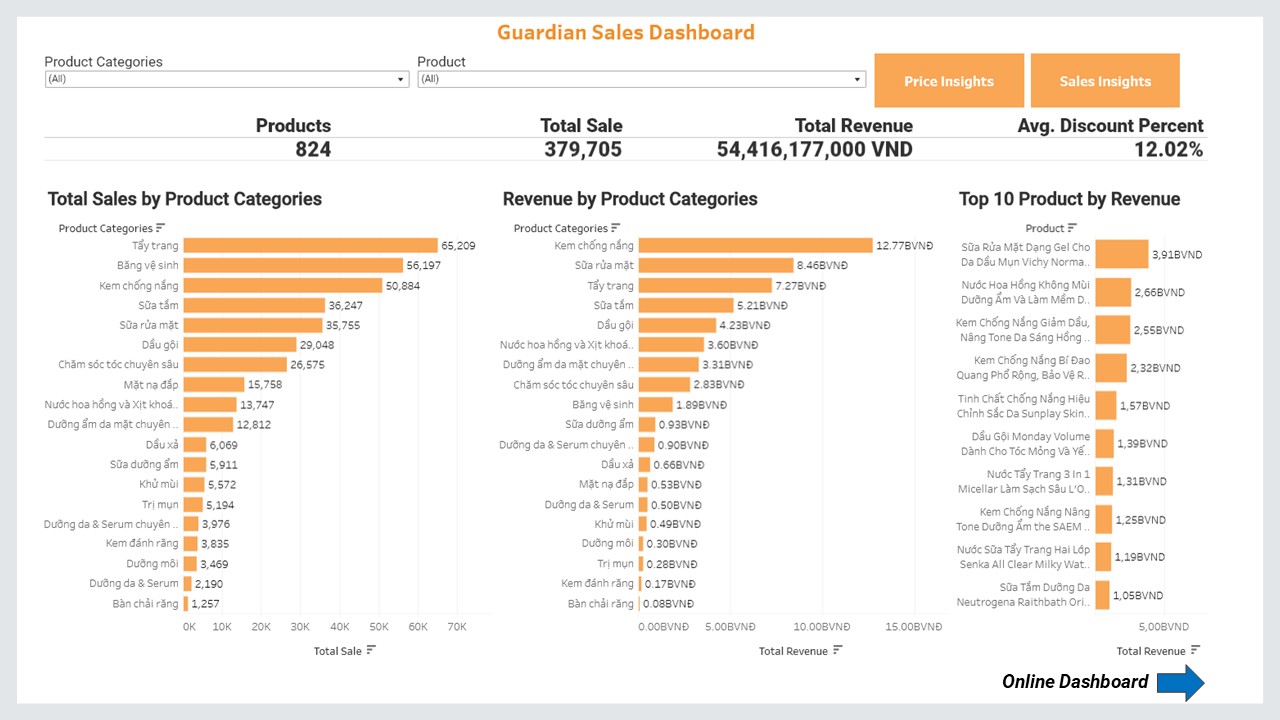 Guardian Sales Dashboard
Product Categories
(All)
Product
(All)
Price Insights
Sales Insights
Products
824
Total Sale
379,705
Total Revenue
54,416,177,000 VND
Avg. Discount Percent
12.02%
Total Sales by Product Categories
Product Categories
Tẩy trang 65,209
Băng vệ sinh 56,197
Kem chống nắng 50,884
Sữa tắm 36,247
Sữa rửa mặt 35,755
Dầu gội 29,048
Chăm sóc tóc chuyên sâu 26,575
Mặt nạ đắp 15,758
Nước hoa hồng và Xịt khoá.. 13,747
Dưỡng ẩm da mặt chuyên .. 12,812
Dầu xả 6,069
Sữa dưỡng ẩm 5,911
Khử mùi 5,572
Trị mụn 5,194
Dưỡng da & Serum chuyên .. 3,976
Kem đánh răng 3,835
Dưỡng môi 3,469
Dưỡng da & Serum 2,190
Bàn chải răng 1,257
0K 10K 20K 30K 40K 50K 60K 70K
Total Sale
Revenue by Product Categories
Product Categories
Kem chống nắng 12.77BVNĐ
Sữa rửa mặt 8.46BVNĐ
Tẩy trang 7.27BVNĐ
Sữa tắm 5.21BVNĐ
Dầu gội 4.23BVNĐ
Nước hoa hồng và Xịt khoá.. 3.60BVNĐ
Dưỡng ẩm da mặt chuyên .. 3.31BVNĐ
Chăm sóc tóc chuyên sâu 2.83BVNĐ
Băng vệ sinh 1.89BVNĐ
Sữa dưỡng ẩm 0.93BVNĐ
Dưỡng da & Serum chuyên .. 0.90BVNĐ
Dầu xả 0.66BVNĐ
Mặt nạ đắp 0.53BVNĐ
Dưỡng da & Serum 0.50BVNĐ
Khử mùi 0.49BVNĐ
Dưỡng môi 0.30BVNĐ
Trị mụn 0.28BVNĐ
Kem đánh răng 0.17BVNĐ
Bàn chải răng 0.08BVNĐ
0.00BVNĐ 5.00BVNĐ 10.00BVNĐ 15.00BVNĐ
Total Revenue
Top 10 Product by Revenue
Product
Sữa Rửa Mặt Dạng Gel Cho
Da Dầu Mụn Vichy Norma.. 3,91BVND
Nước Hoa Hồng Không Mùi
Dưỡng Ẩm Và Làm Mềm D.. 2,66BVND
Kem Chống Nắng Giảm Dầu,
Nâng Tone Da Sáng Hồng .. 2,55BVND
Kem Chống Nắng Bí Đao
Quang Phổ Rộng, Bảo Vệ R.. 2,32BVND
Tinh Chất Chống Nắng Hiệu
Chỉnh Sắc Da Sunplay Skin.. 1,57BVND
Dầu Gội Monday Volume
Dành Cho Tóc Mỏng Và Yế.. 1,39BVND
Nước Tẩy Trang 3 In 1
Micellar Làm Sạch Sâu L'O.. 1,31BVND
Kem Chống Nắng Nâng
Tone Dưỡng Ẩm the SAEM .. 1,25BVND
Nước Sữa Tẩy Trang Hai Lớp
Senka All Clear Milky Wat.. 1,19BVND
Sữa Tắm Dưỡng Da
Neutrogena Raithbath Ori.. 1,05BVND
5,00BVND
Total Revenue
Online Dashboard